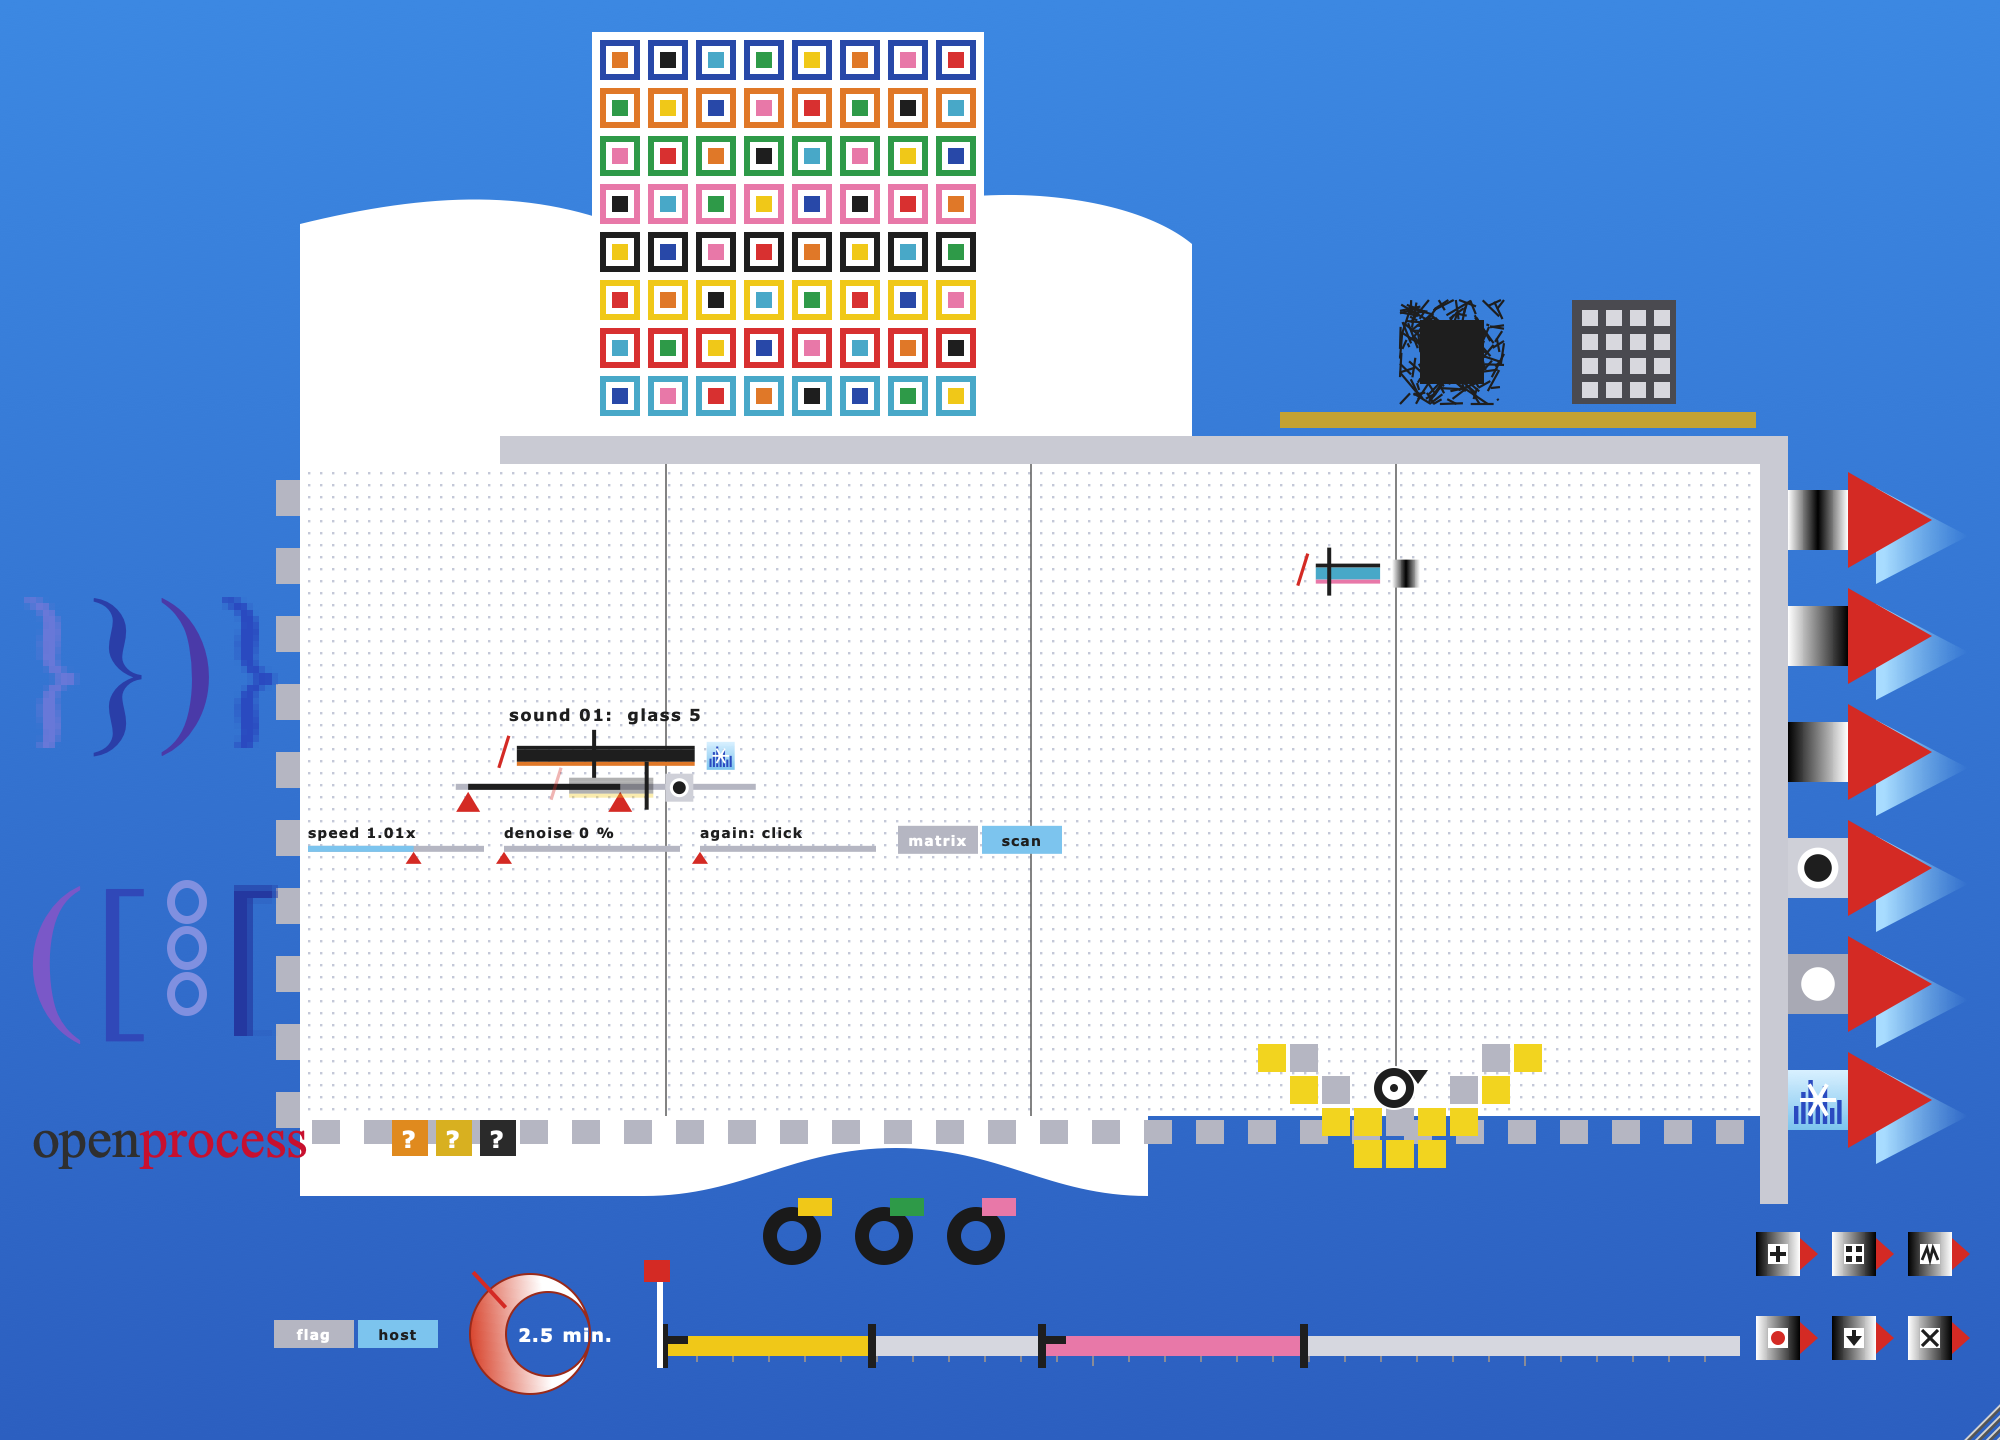 } } ) }
sound 01: glass 5
speed 1.01x
denoise 0 %
again: click
matrix
scan
( [ 8 [
openprocess
? ? ?
flag
host
2.5 min.